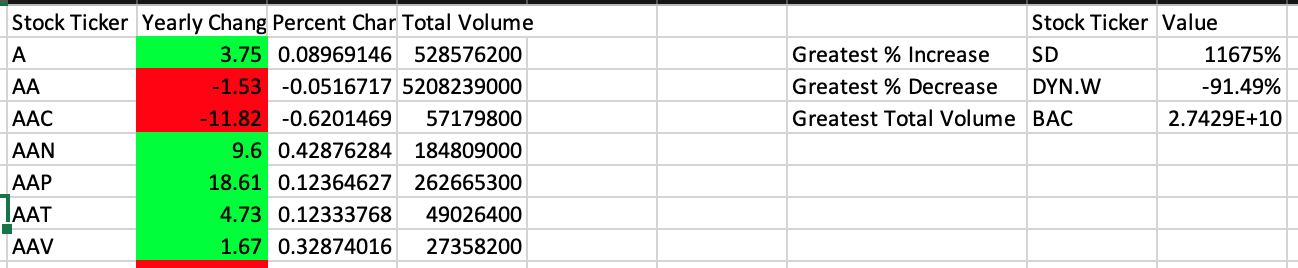 Stock Ticker Yearly Chang Percent Char Total Volume Stock Ticker Value
A 3.75 0.08969146 528576200 Greatest % Increase SD 11675%
AA -1.53 -0.0516717 5208239000 Greatest % Decrease DYN.W -91.49%
AAC -11.82 -0.6201469 57179800 Greatest Total Volume BAC 2.7429E+10
AAN 9.6 0.42876284 184809000
AAP 18.61 0.12364627 262665300
AAT 4.73 0.12333768 49026400
AAV 1.67 0.32874016 27358200